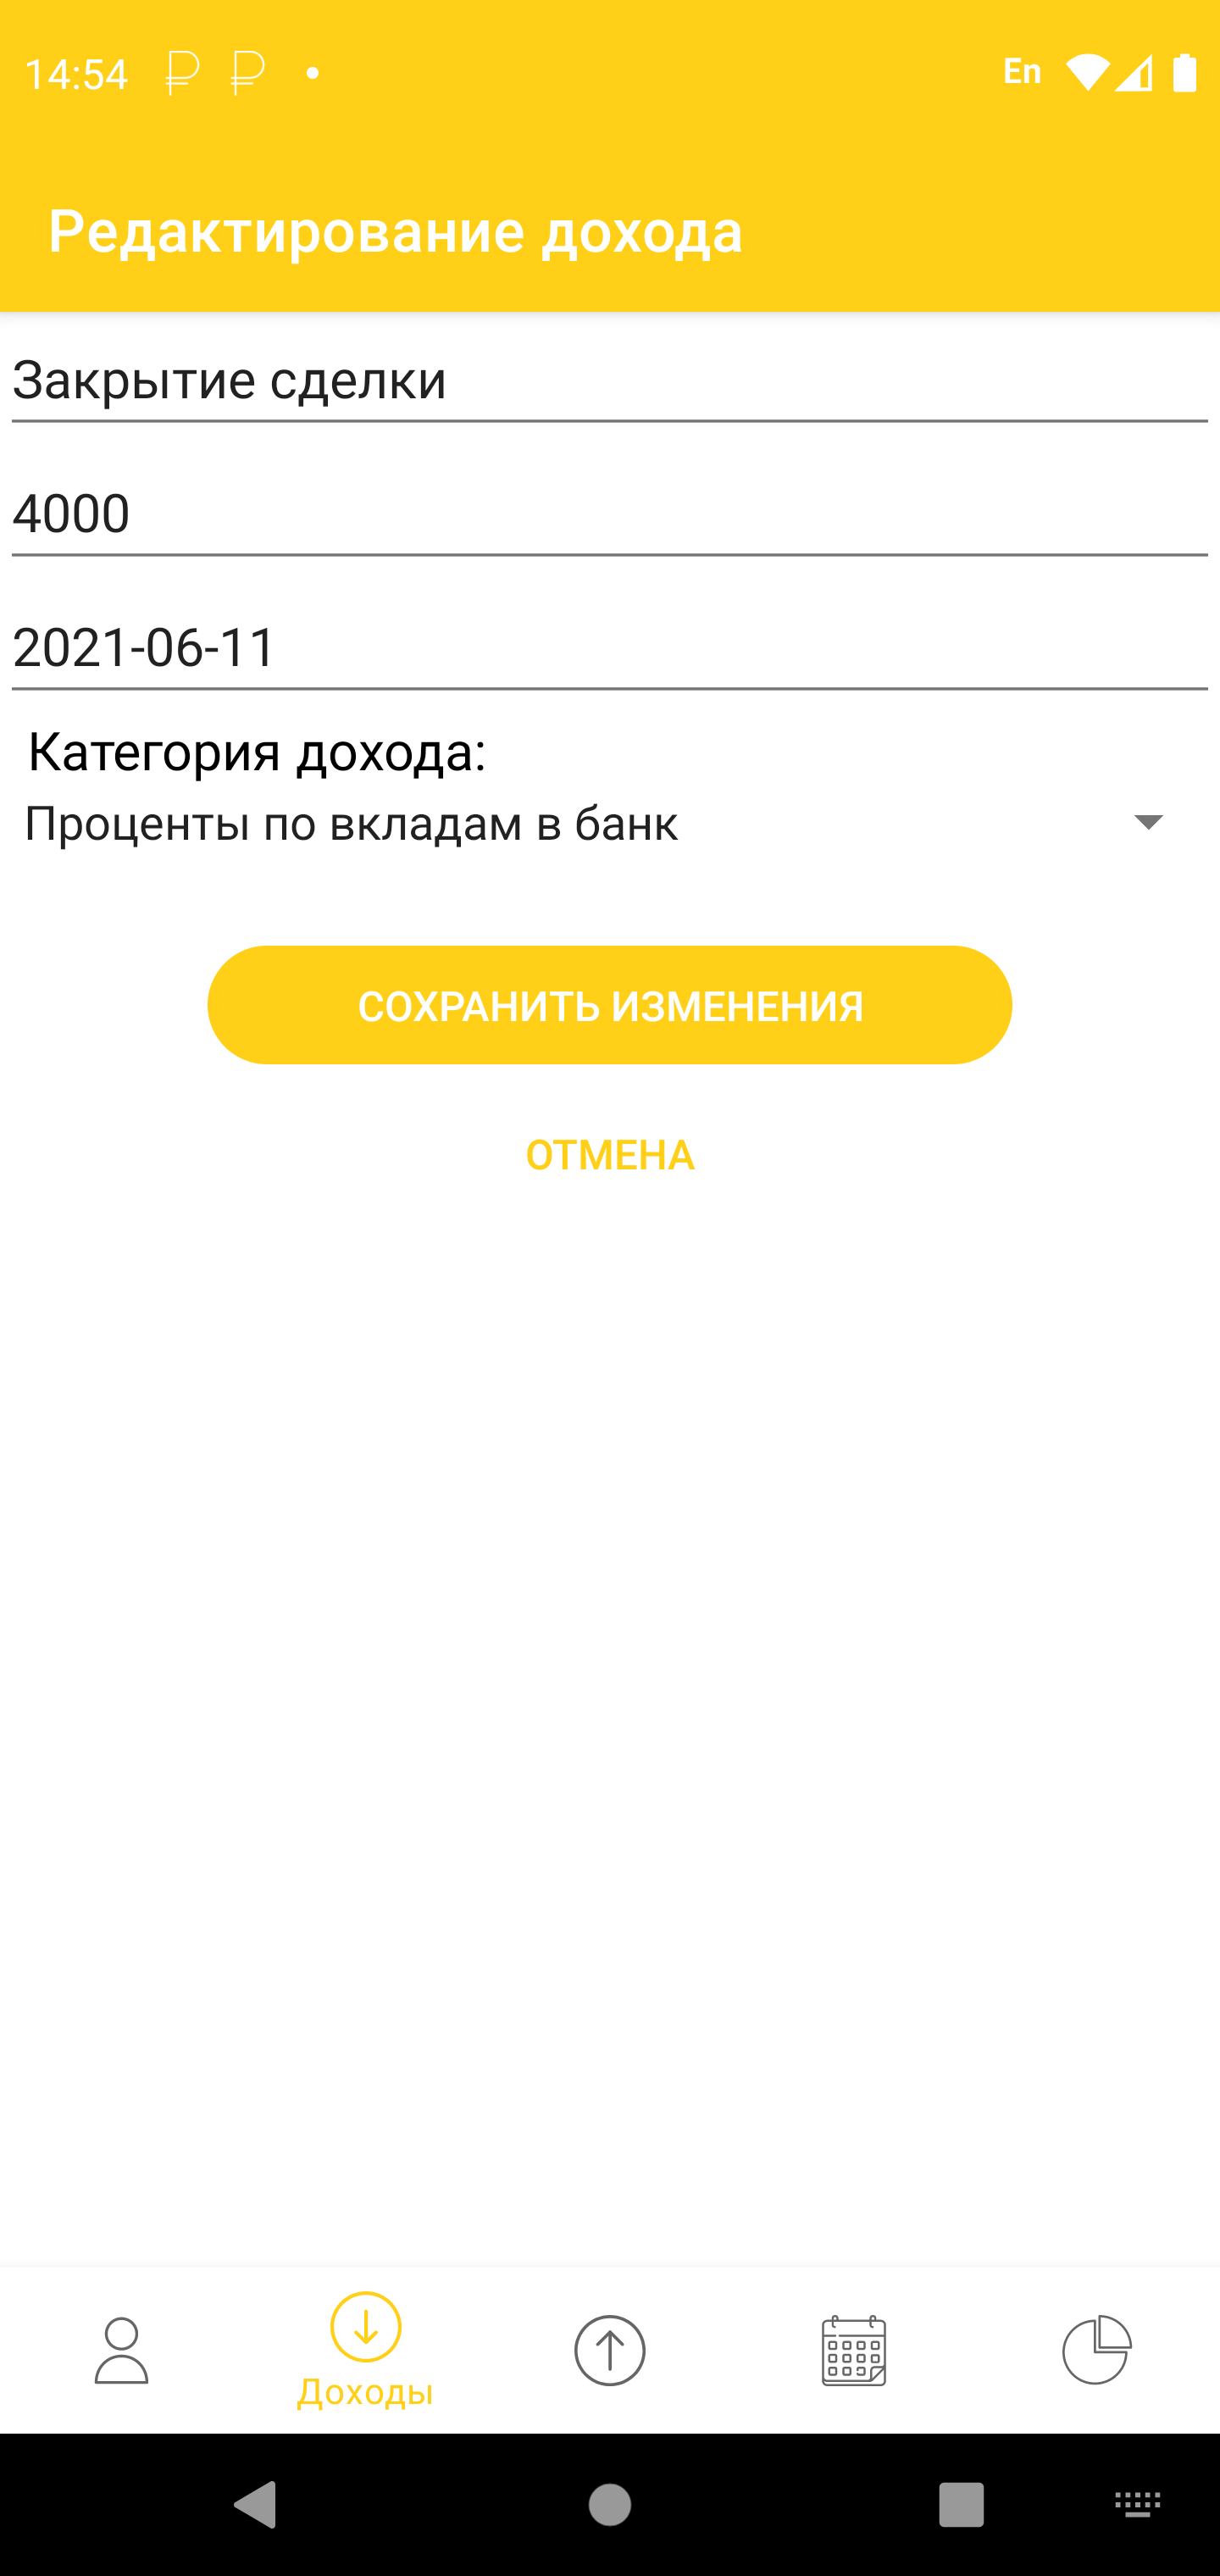 14:54 ₽ ₽ • En
Редактирование дохода
Закрытие сделки
4000
2021-06-11
Категория дохода:
Проценты по вкладам в банк
СОХРАНИТЬ ИЗМЕНЕНИЯ
ОТМЕНА
Доходы